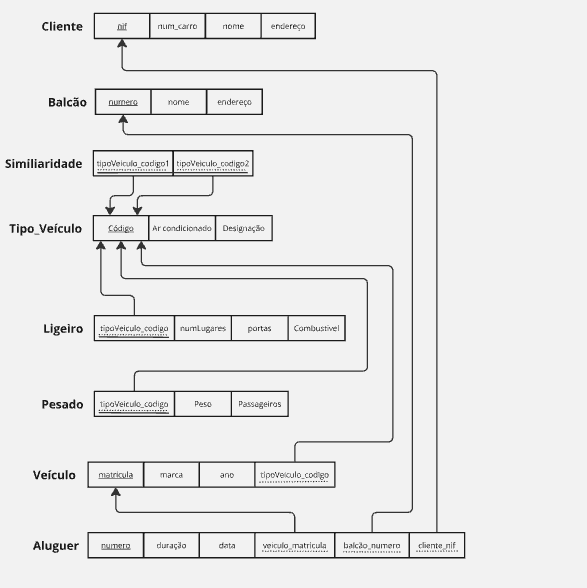 Cliente nif num_carro nome endereço
Balcão numero nome endereço
Similiaridade tipoVeiculo_codigo1 tipoVeiculo_codigo2
Tipo_Veículo Código Ar condicionado Designação
Ligeiro tipoVeiculo_codigo numLugares portas Combustivel
Pesado tipoVeiculo_codigo Peso Passageiros
Veículo matricula marca ano tipoVeiculo_codigo
Aluguer numero duração data veiculo_matricula balcão_numero cliente_nif